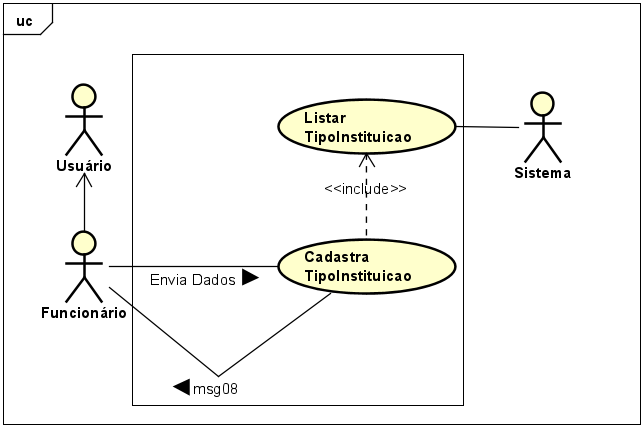 uc
Listar
TipoInstituicao
Usuário
Sistema
<<include>>
Cadastra
TipoInstituicao
Envia Dados
Funcionário
msg08